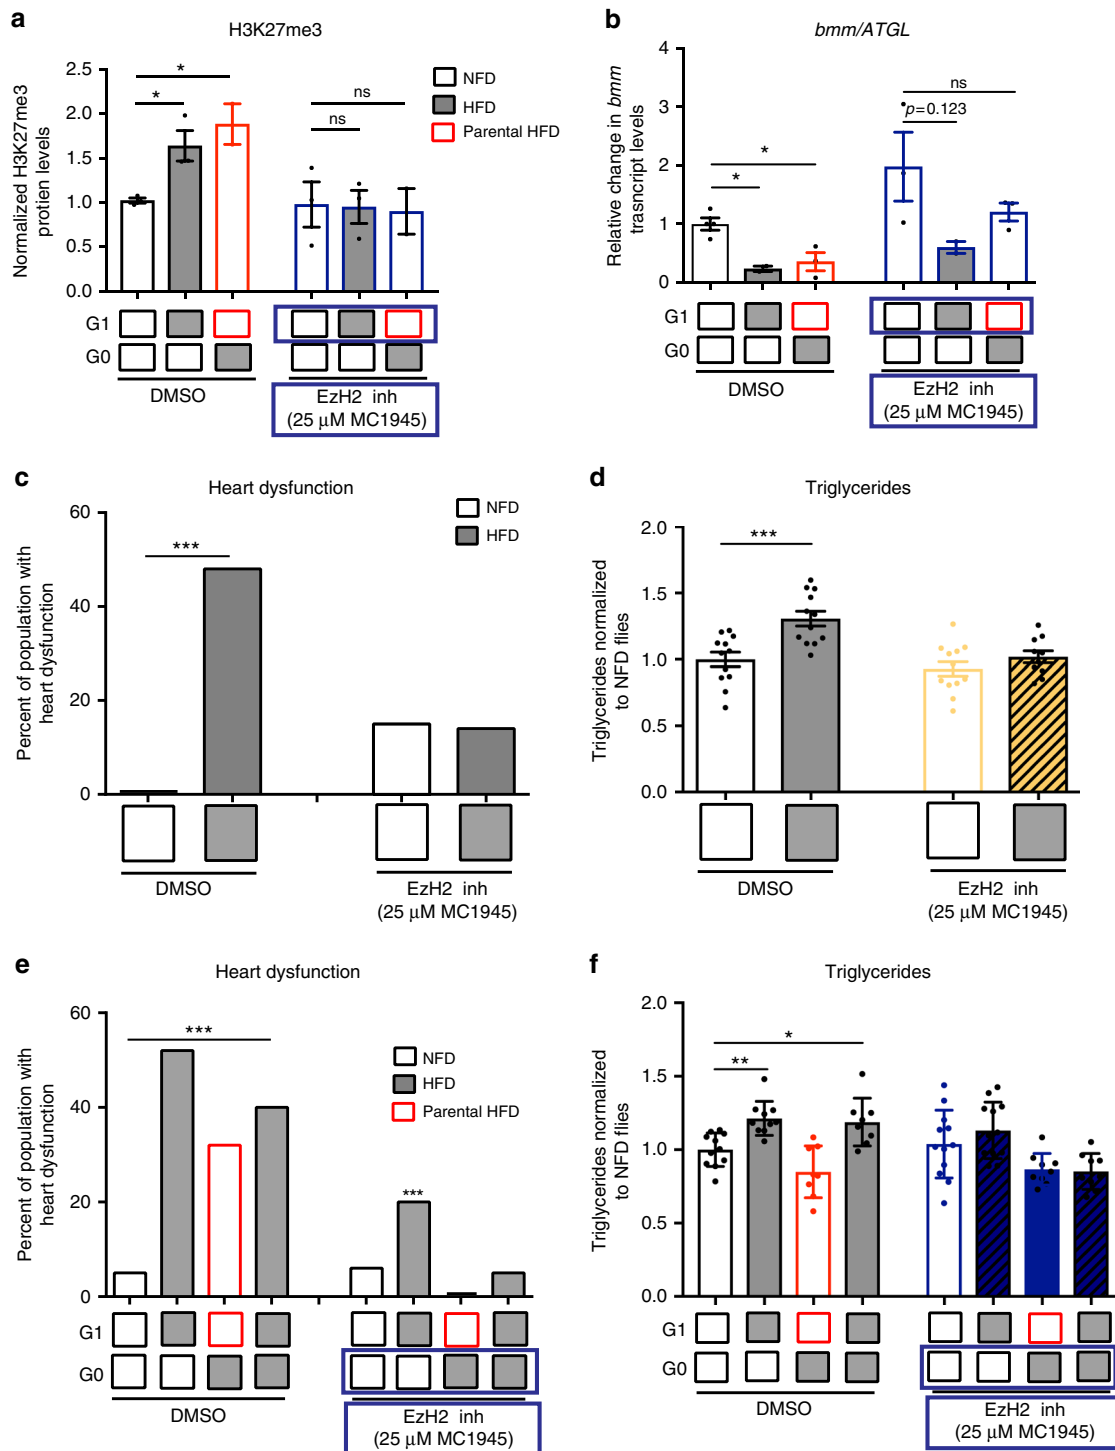 a
H3K27me3
Normalized H3K27me3
protien levels
2.5
2.0
1.5
1.0
0.5
0.0
*
*
ns
ns
NFD
HFD
Parental HFD
G1
G0
DMSO
EzH2 inh
(25 μM MC1945)
b
bmm/ATGL
Relative change in bmm
trasncript levels
4
3
2
1
0
*
*
ns
p=0.123
G1
G0
DMSO
EzH2 inh
(25 μM MC1945)
c
Heart dysfunction
Percent of population with
heart dysfunction
60
40
20
0
***
NFD
HFD
DMSO
EzH2 inh
(25 μM MC1945)
d
Triglycerides
Triglycerides normalized
to NFD flies
2.0
1.5
1.0
0.5
0.0
***
DMSO
EzH2 inh
(25 μM MC1945)
e
Heart dysfunction
Percent of population with
heart dysfunction
60
40
20
0
***
***
NFD
HFD
Parental HFD
G1
G0
DMSO
EzH2 inh
(25 μM MC1945)
f
Triglycerides
Triglycerides normalized
to NFD flies
2.0
1.5
1.0
0.5
0.0
*
**
G1
G0
DMSO
EzH2 inh
(25 μM MC1945)